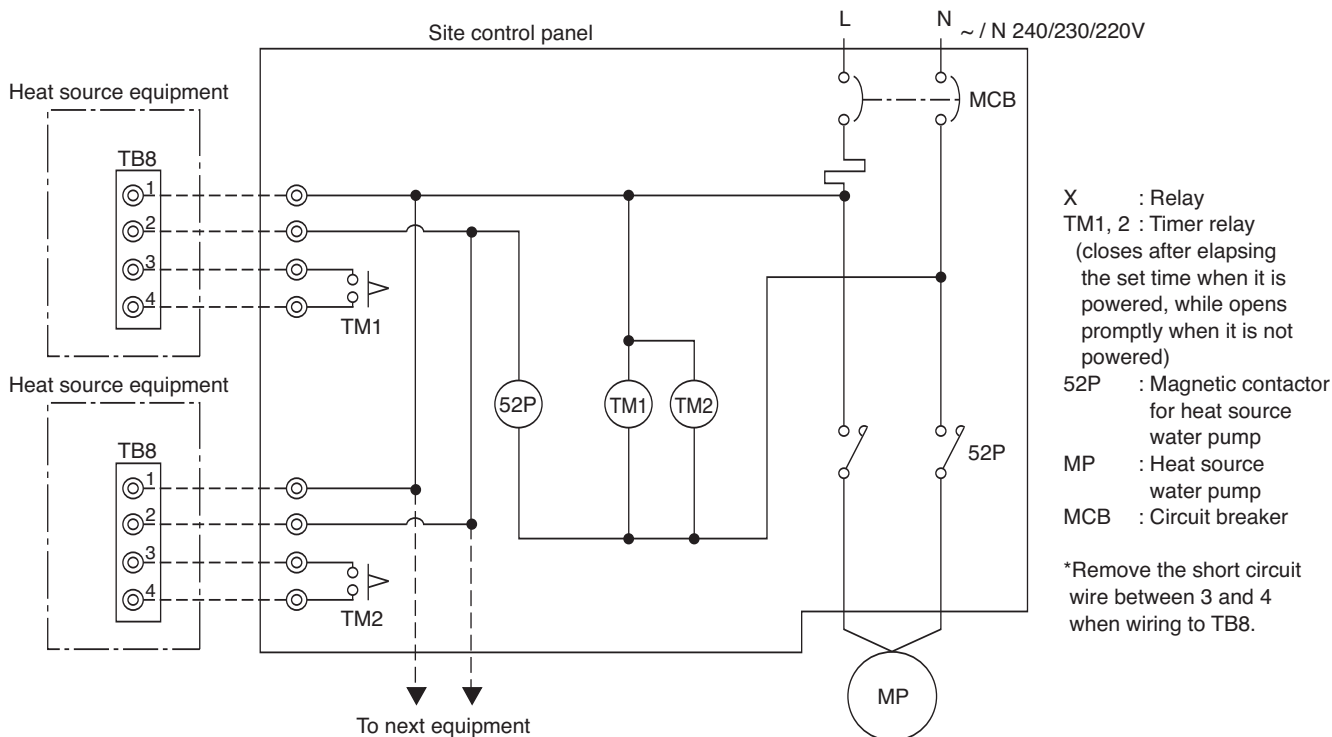 Site control panel
L
N
~ / N 240/230/220V
MCB
Heat source equipment
TB8
1
2
3
4
TM1
Heat source equipment
TB8
1
2
3
4
TM2
52P
TM1
TM2
52P
MP
To next equipment
X : Relay
TM1, 2 : Timer relay
(closes after elapsing
the set time when it is
powered, while opens
promptly when it is not
powered)
52P : Magnetic contactor
for heat source
water pump
MP : Heat source
water pump
MCB : Circuit breaker
*Remove the short circuit
wire between 3 and 4
when wiring to TB8.